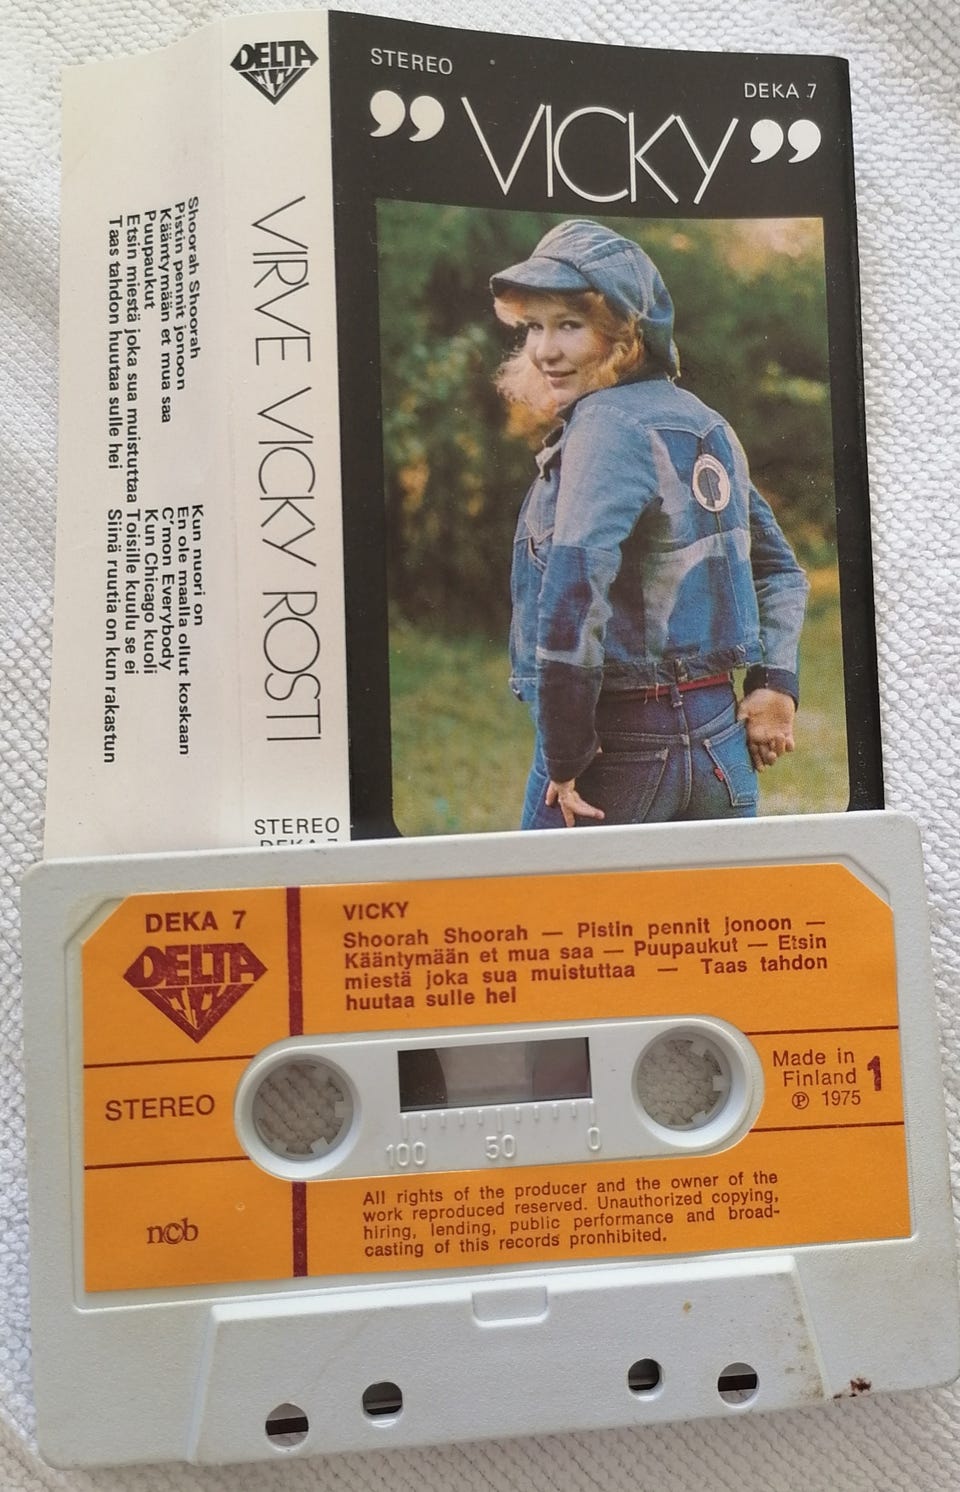 DELTA
VIRVE VICKY ROSTI
STEREO
DEKA 7
Shoorah Shoorah
Pistin pennit jonoon
Kääntymään et mua saa
Puupaukut
Etsin miestä joka sua muistuttaa
Taas tahdon huutaa sulle hei
Kun nuori on
En ole maalla ollut koskaan
C'mon Everybody
Kun Chicago kuoli
Toisille kuulu se ei
Siinä ruutia on kun rakastun
STEREO
DEKA 7
”VICKY”
DEKA 7
DELTA
STEREO
ncb
VICKY
Shoorah Shoorah — Pistin pennit jonoon —
Kääntymään et mua saa — Puupaukut — Etsin
miestä joka sua muistuttaa — Taas tahdon
huutaa sulle hei
Made in
Finland
℗ 1975
1
100 50 0
All rights of the producer and the owner of the
work reproduced reserved. Unauthorized copying,
hiring, lending, public performance and broad-
casting of this records pronhibited.